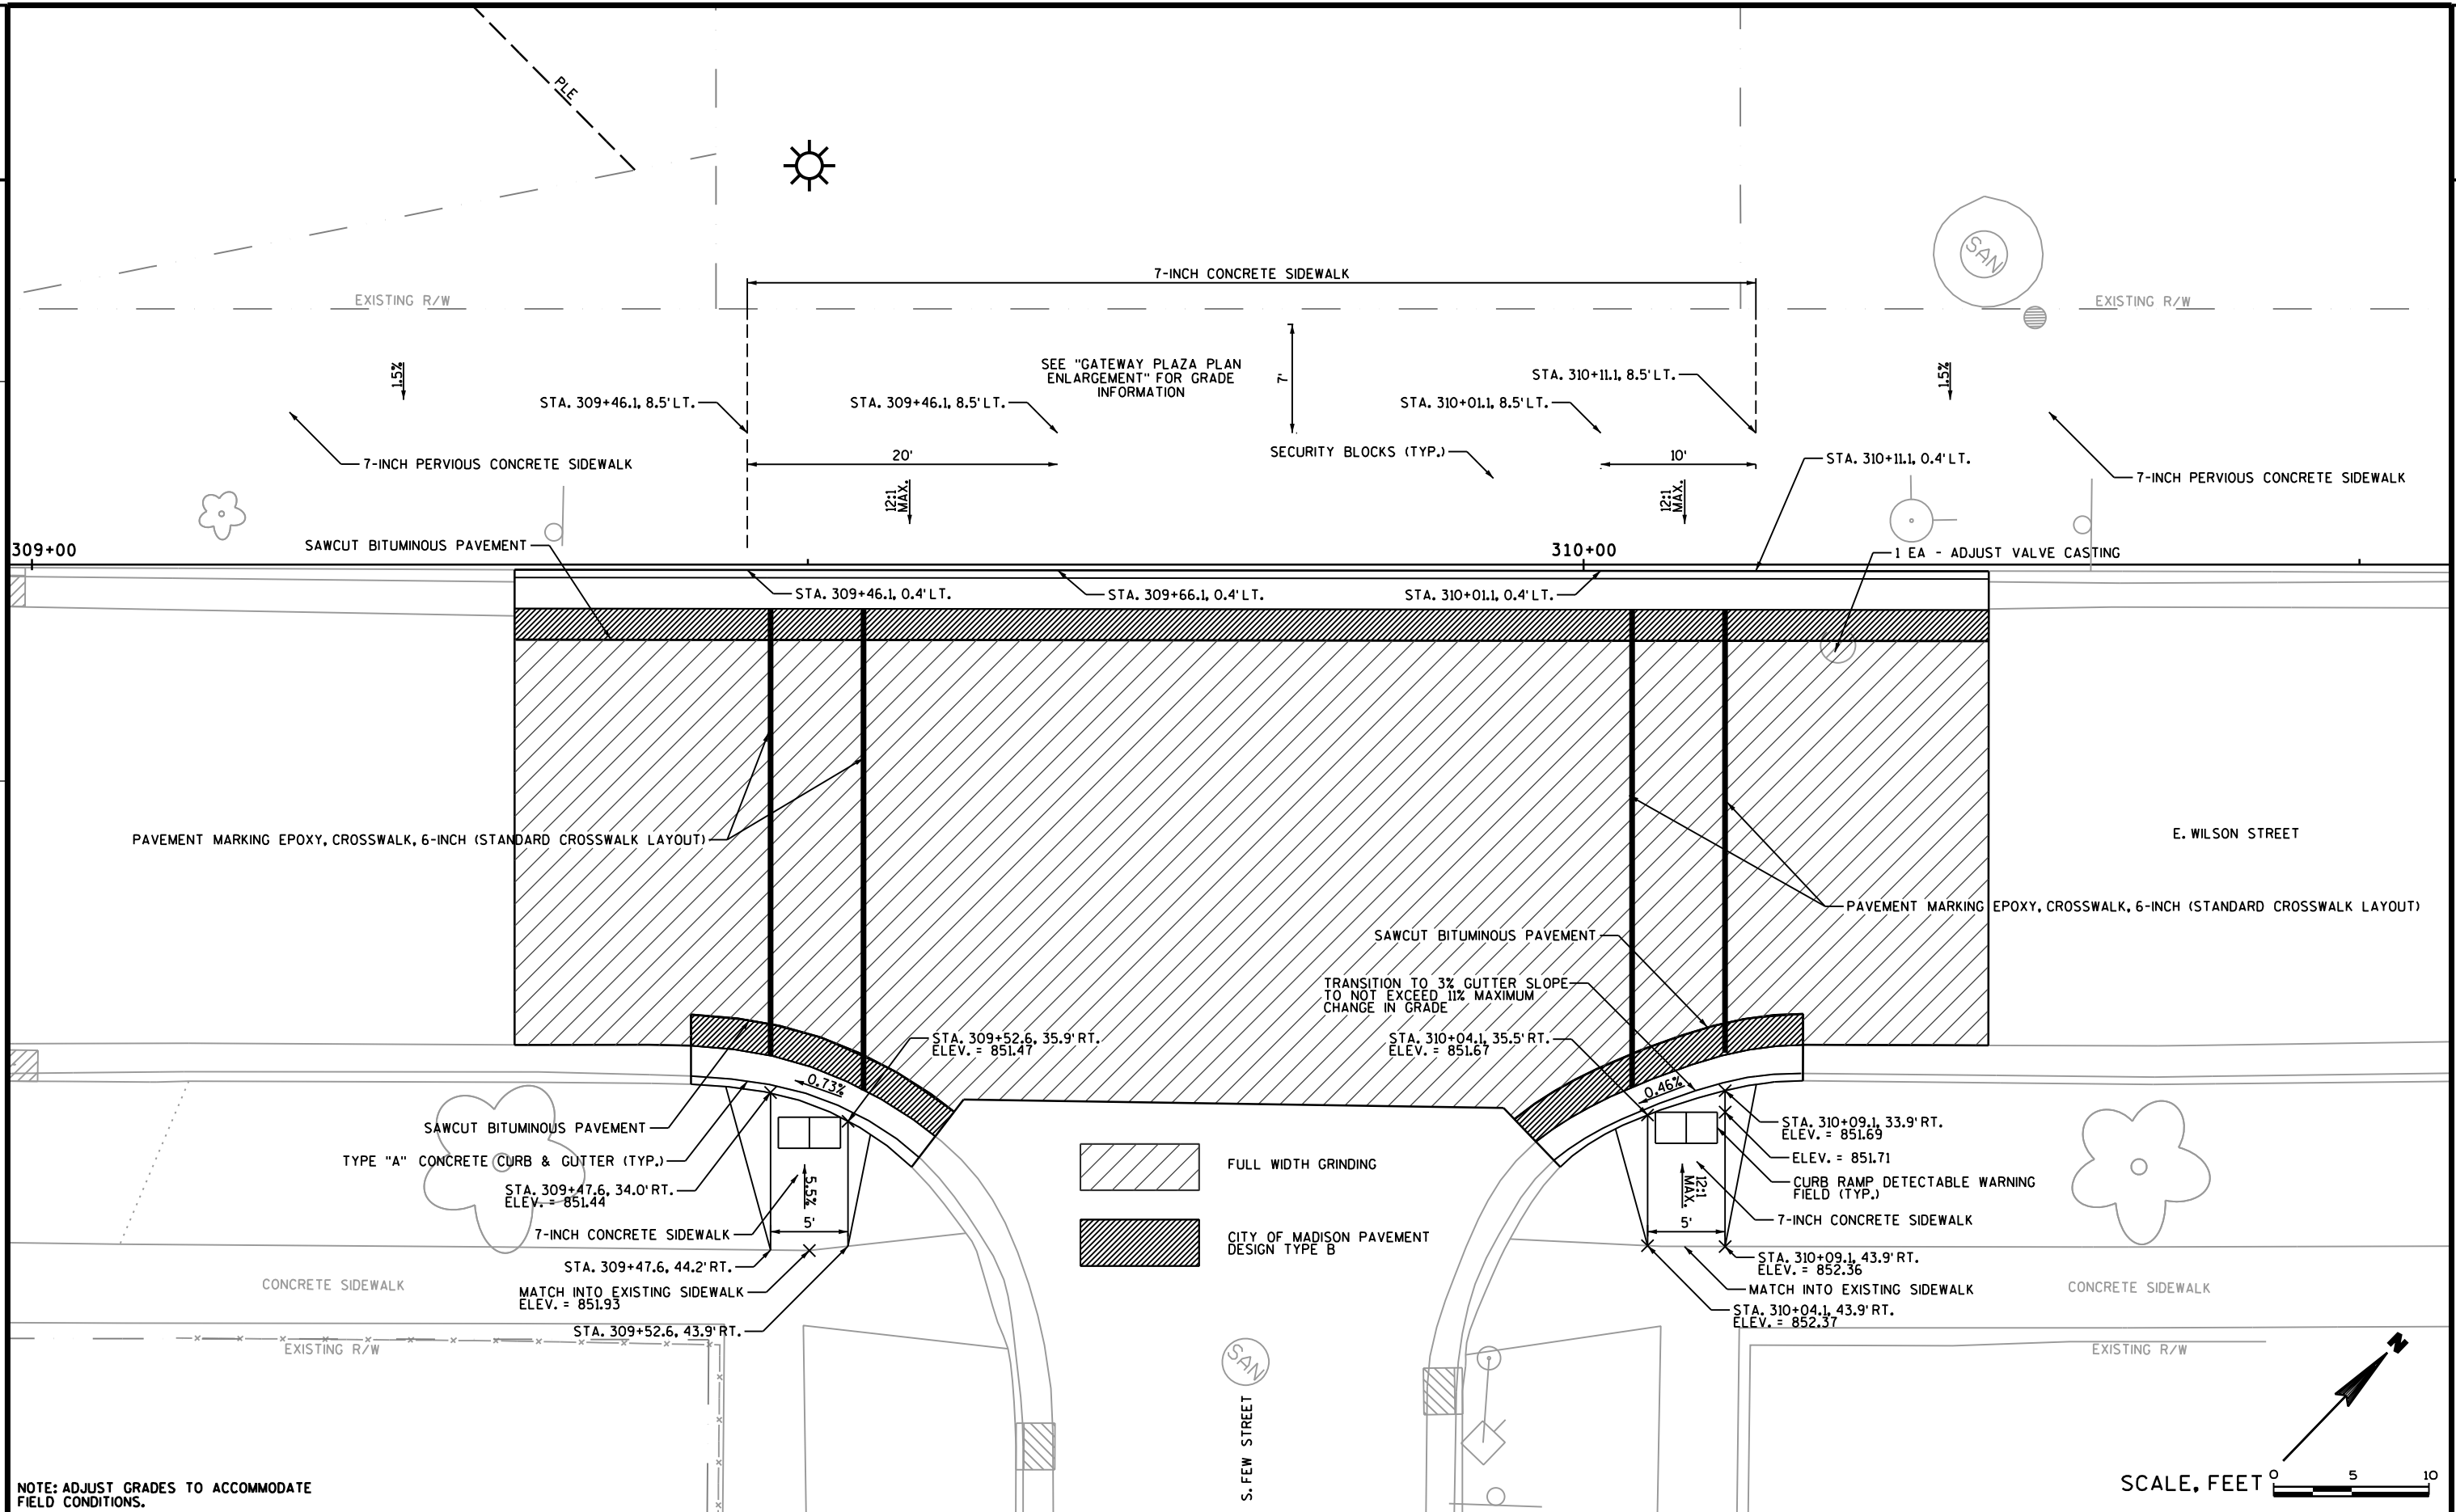 PLE
7-INCH CONCRETE SIDEWALK
EXISTING R/W
EXISTING R/W
SAN
SEE "GATEWAY PLAZA PLAN
ENLARGEMENT" FOR GRADE
INFORMATION
7'
1.5%
1.5%
STA. 310+11.1, 8.5' LT.
STA. 309+46.1, 8.5' LT.
STA. 309+46.1, 8.5' LT.
STA. 310+01.1, 8.5' LT.
SECURITY BLOCKS (TYP.)
7-INCH PERVIOUS CONCRETE SIDEWALK
20'
10'
STA. 310+11.1, 0.4' LT.
7-INCH PERVIOUS CONCRETE SIDEWALK
12:1
MAX.
12:1
MAX.
SAWCUT BITUMINOUS PAVEMENT
309+00
310+00
1 EA - ADJUST VALVE CASTING
STA. 309+46.1, 0.4' LT.
STA. 309+66.1, 0.4' LT.
STA. 310+01.1, 0.4' LT.
PAVEMENT MARKING EPOXY, CROSSWALK, 6-INCH (STANDARD CROSSWALK LAYOUT)
E. WILSON STREET
PAVEMENT MARKING EPOXY, CROSSWALK, 6-INCH (STANDARD CROSSWALK LAYOUT)
SAWCUT BITUMINOUS PAVEMENT
TRANSITION TO 3% GUTTER SLOPE
TO NOT EXCEED 11% MAXIMUM
CHANGE IN GRADE
STA. 309+52.6, 35.9' RT.
ELEV. = 851.47
STA. 310+04.1, 35.5' RT.
ELEV. = 851.67
0.73%
0.46%
SAWCUT BITUMINOUS PAVEMENT
TYPE "A" CONCRETE CURB & GUTTER (TYP.)
STA. 309+47.6, 34.0' RT.
ELEV. = 851.44
7-INCH CONCRETE SIDEWALK
5.5%
5'
STA. 309+47.6, 44.2' RT.
MATCH INTO EXISTING SIDEWALK
ELEV. = 851.93
STA. 309+52.6, 43.9' RT.
FULL WIDTH GRINDING
CITY OF MADISON PAVEMENT
DESIGN TYPE B
STA. 310+09.1, 33.9' RT.
ELEV. = 851.69
ELEV. = 851.71
CURB RAMP DETECTABLE WARNING
FIELD (TYP.)
12:1
MAX.
5'
7-INCH CONCRETE SIDEWALK
STA. 310+09.1, 43.9' RT.
ELEV. = 852.36
MATCH INTO EXISTING SIDEWALK
STA. 310+04.1, 43.9' RT.
ELEV. = 852.37
CONCRETE SIDEWALK
CONCRETE SIDEWALK
EXISTING R/W
EXISTING R/W
SAN
S. FEW STREET
N
NOTE: ADJUST GRADES TO ACCOMMODATE
FIELD CONDITIONS.
SCALE, FEET
0 5 10